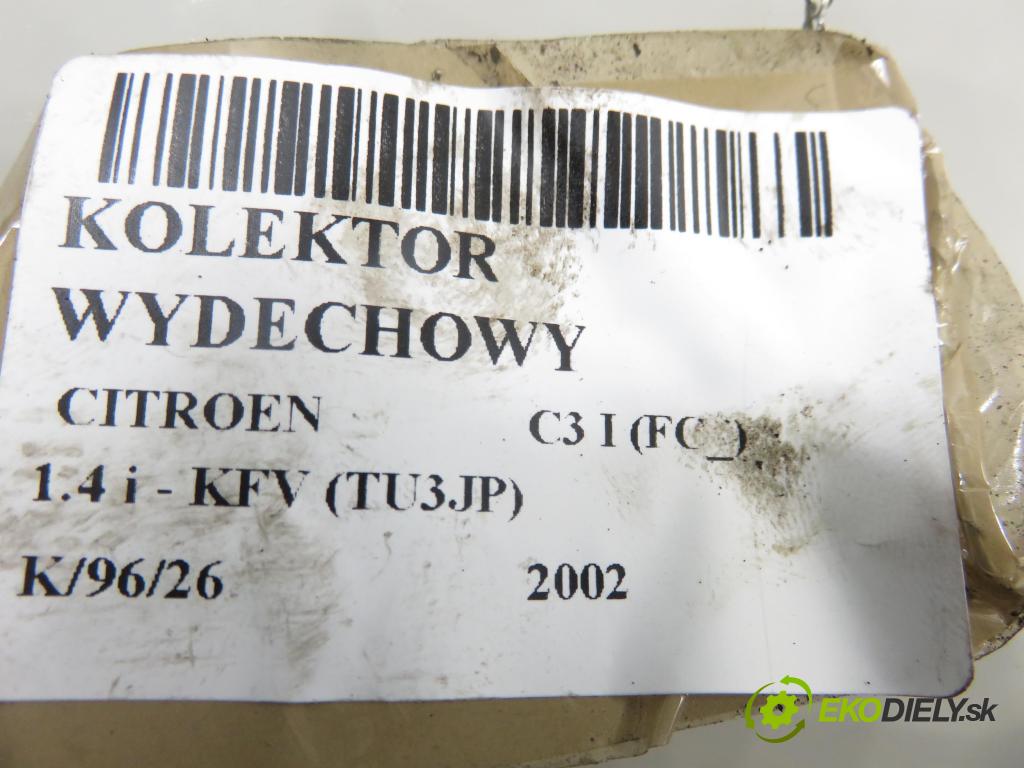 KOLEKTOR
WYDECHOWY
CITROEN C3 I (FC_)
1.4 i - KFV (TU3JP)
K/96/26 2002
EKODIELY.sk